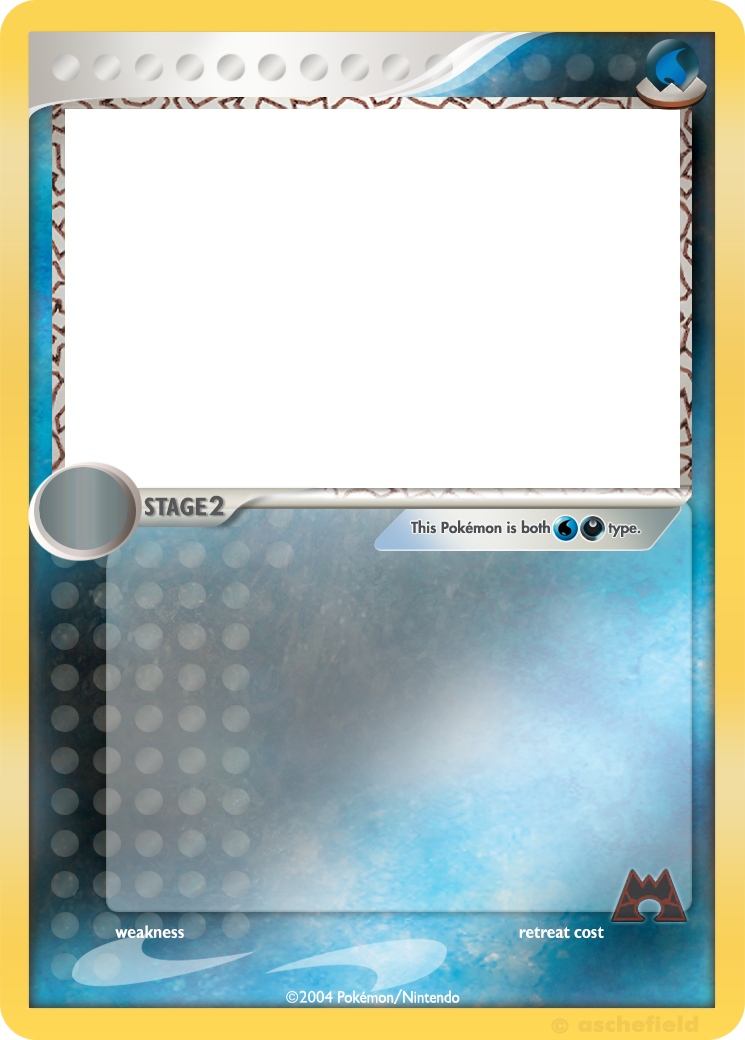 STAGE2
This Pokémon is both type.
weakness
retreat cost
©2004 Pokémon/Nintendo
© aschefield